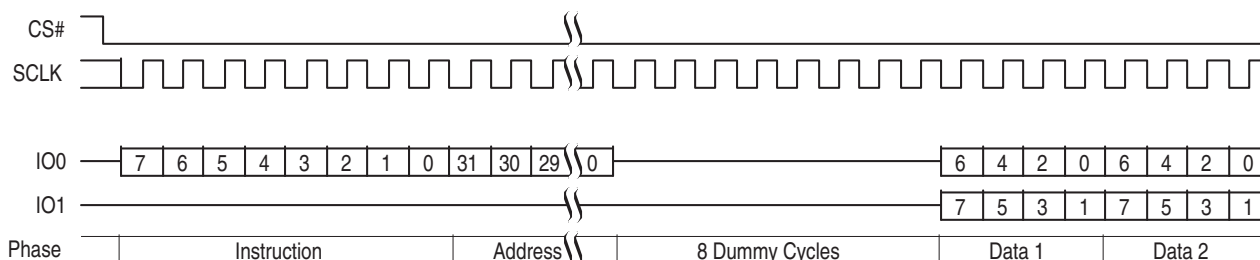 CS#
SCLK
IO0 7 6 5 4 3 2 1 0 31 30 29 0 6 4 2 0 6 4 2 0
IO1 7 5 3 1 7 5 3 1
Phase Instruction Address 8 Dummy Cycles Data 1 Data 2